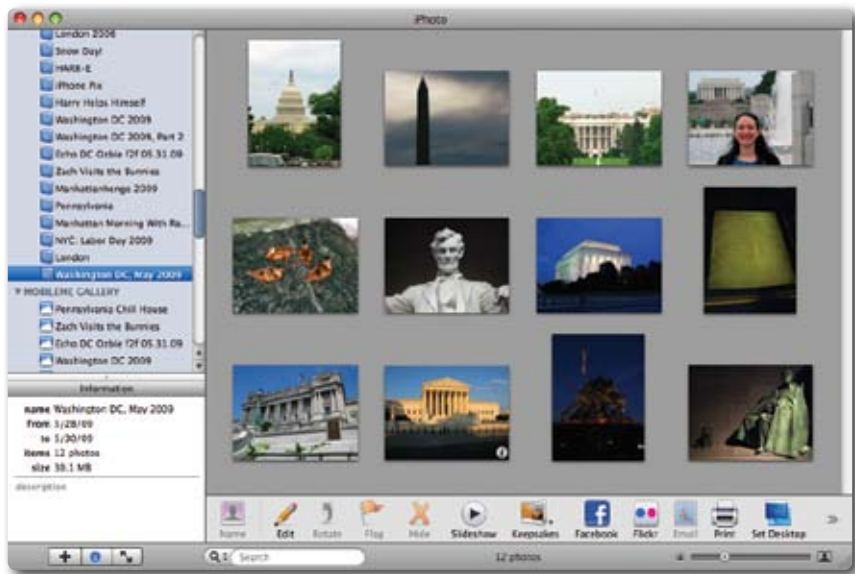 iPhoto
London 2006
Snow Day!
HARB-E
iPhone Pix
Harry Helps Himself
Washington DC 2009
Washington DC 2009, Part 2
Echo DC Orbie f2f 05.31.09
Zach Visits the Bunnies
Manhattanhenge 2009
Pennsylvania
Manhattan Morning With Ra...
NYC: Labor Day 2009
London
Washington DC, May 2009
MOBILEME GALLERY
Pennsylvania Chill House
Zach Visits the Bunnies
Echo DC Orbie f2f 05.31.09
Washington DC 2009
Information
name Washington DC, May 2009
from 5/28/09
to 5/30/09
items 12 photos
size 38.1 MB
description
Name Edit Rotate Flag Hide Slideshow Keepsakes Facebook Flickr Email Print Set Desktop
Search
12 photos